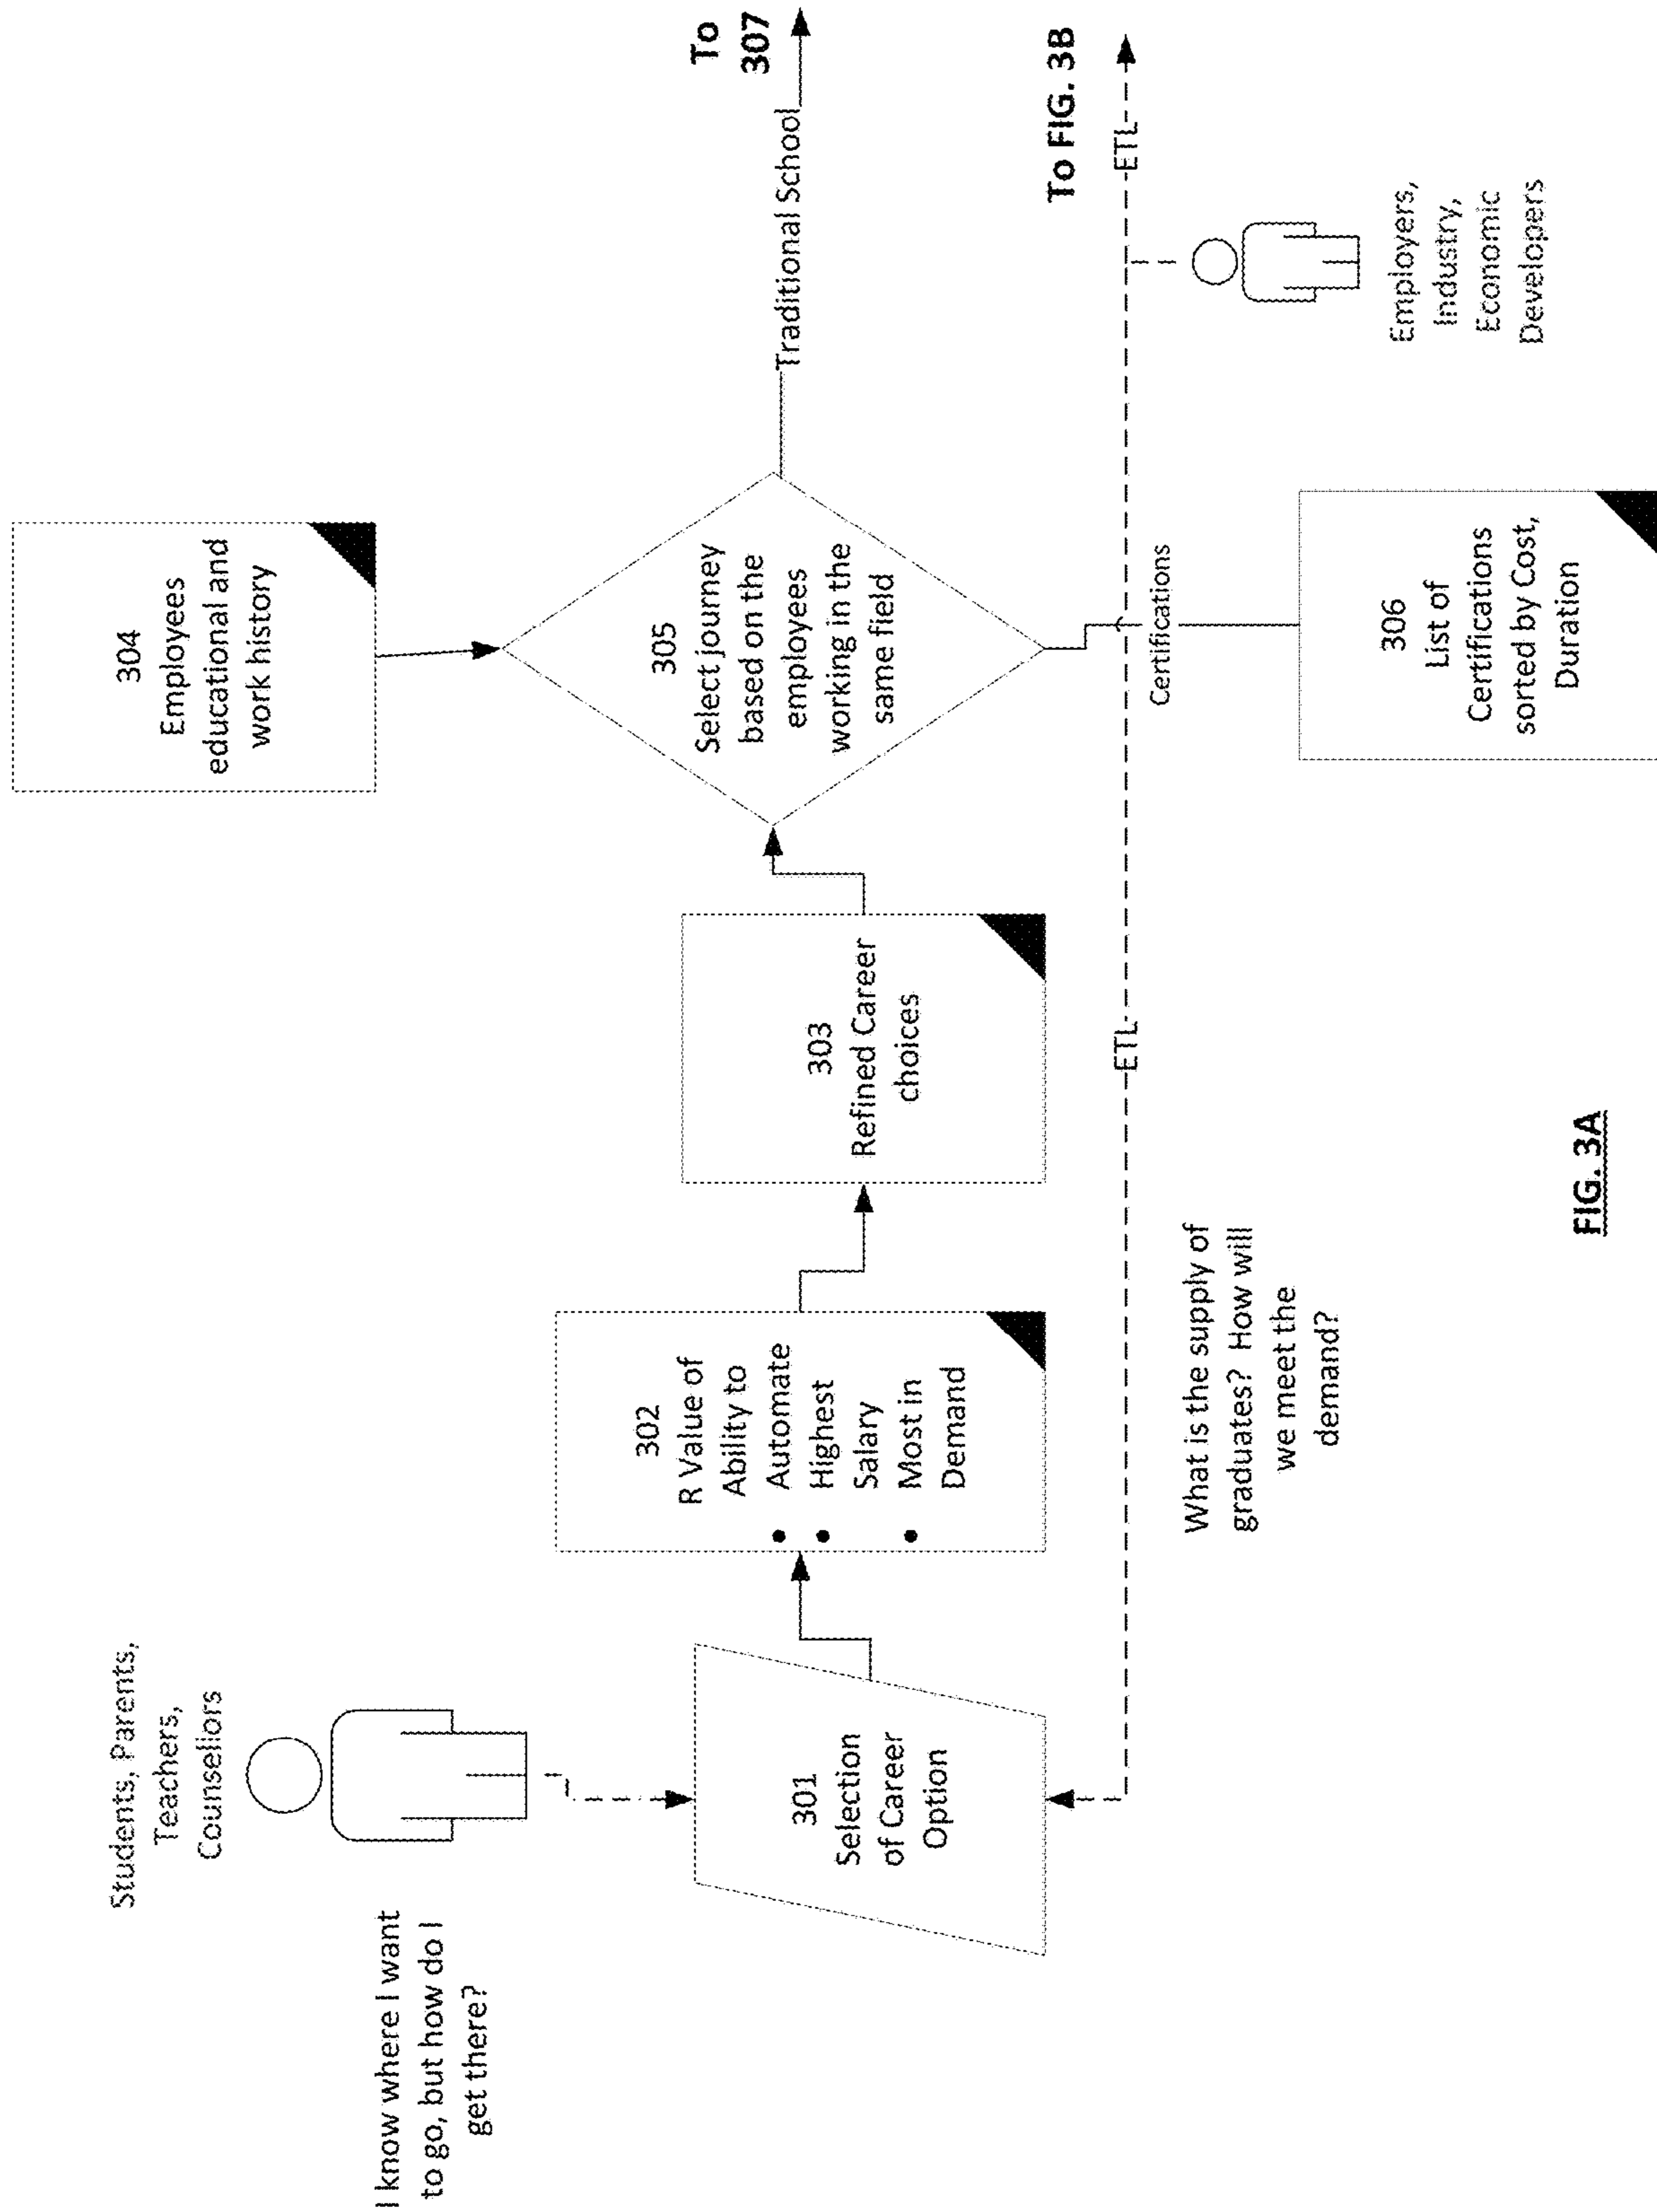 Students, Parents,
Teachers,
Counsellors
I know where I want
to go, but how do I
get there?
301
Selection
of Career
Option
302
R Value of
Ability to
• Automate
• Highest
Salary
• Most in
Demand
303
Refined Career
choices
304
Employees
educational and
work history
305
Select journey
based on the
employees
working in the
same field
Traditional School
To
307
To FIG. 3B
ETL
ETL
Certifications
306
List of
Certifications
sorted by Cost,
Duration
Employers,
Industry,
Economic
Developers
What is the supply of
graduates? How will
we meet the
demand?
FIG. 3A